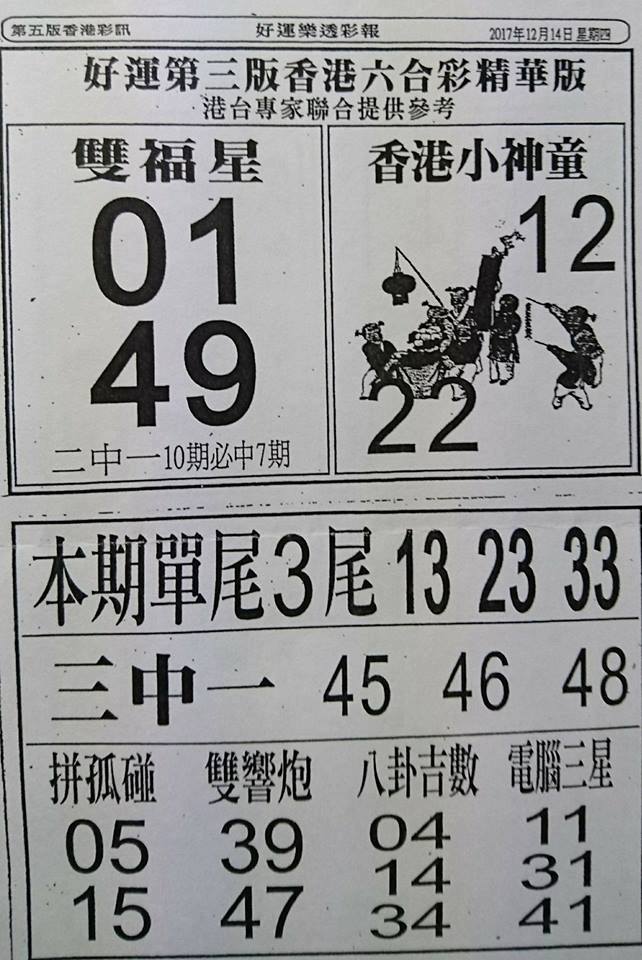 第五版香港彩訊 好運樂透彩報 2017年12月14日 星期四
好運第三版香港六合彩精華版
港台專家聯合提供參考
雙福星
01
49
二中一10期必中7期
香港小神童
12
22
本期單尾3尾 13 23 33
三中一 45 46 48
拼孤碰 雙響炮 八卦吉數 電腦三星
05 39 04 11
15 47 14 31
34 41